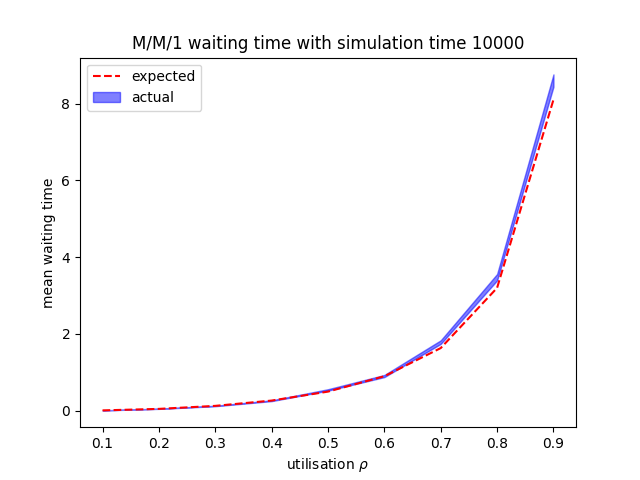 M/M/1 waiting time with simulation time 10000
expected
actual
mean waiting time
8
6
4
2
0
0.1 0.2 0.3 0.4 0.5 0.6 0.7 0.8 0.9
utilisation ρ